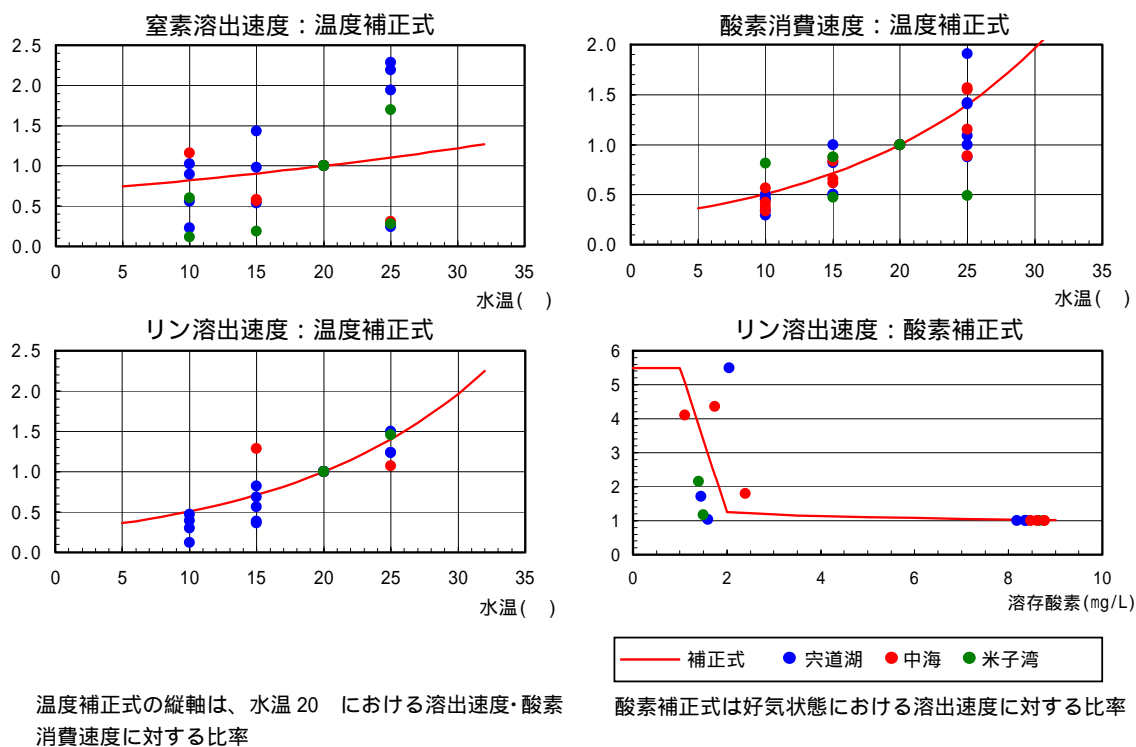 窒素溶出速度：温度補正式
2.5
2.0
1.5
1.0
0.5
0.0
0 5 10 15 20 25 30 35
水温(　)
酸素消費速度：温度補正式
2.0
1.5
1.0
0.5
0.0
0 5 10 15 20 25 30 35
水温(　)
リン溶出速度：温度補正式
2.5
2.0
1.5
1.0
0.5
0.0
0 5 10 15 20 25 30 35
水温(　)
リン溶出速度：酸素補正式
6
5
4
3
2
1
0
0 2 4 6 8 10
溶存酸素(mg/L)
補正式 宍道湖 中海 米子湾
温度補正式の縦軸は、水温 20　における溶出速度・酸素
消費速度に対する比率
酸素補正式は好気状態における溶出速度に対する比率